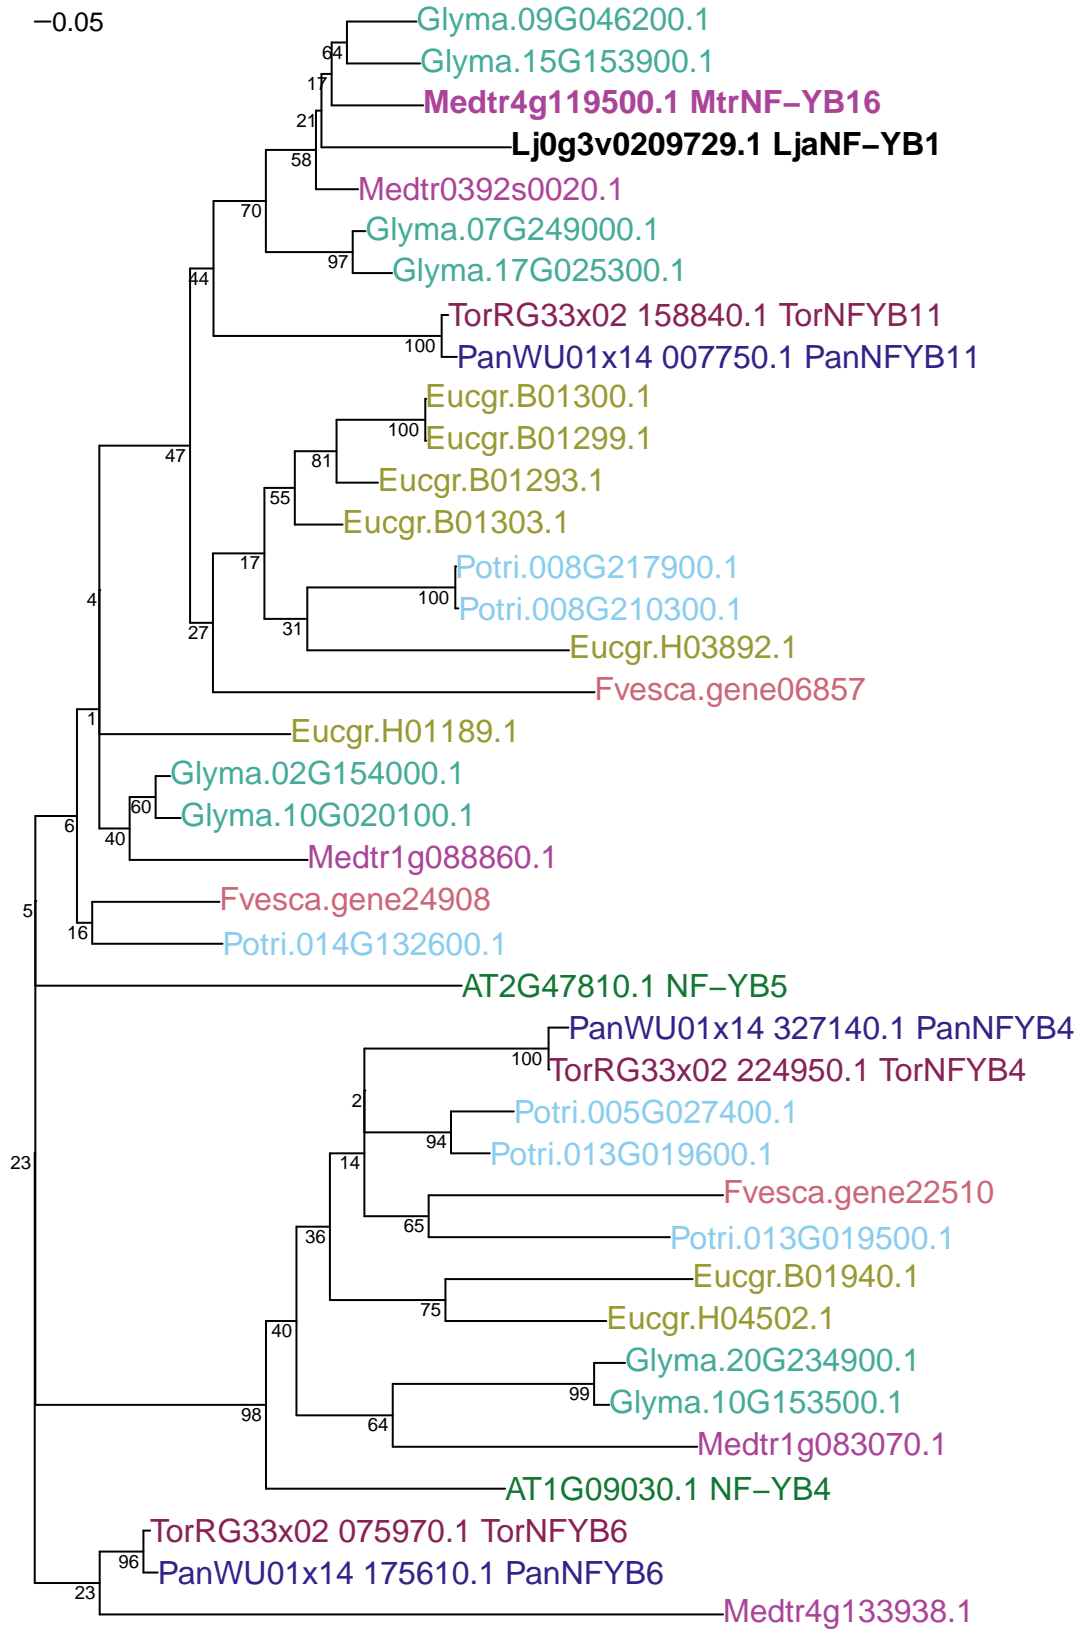 0.05
Glyma.09G046200.1
64
Glyma.15G153900.1
17
Medtr4g119500.1 MtrNF−YB16
21
Lj0g3v0209729.1 LjaNF−YB1
58
Medtr0392s0020.1
70
Glyma.07G249000.1
97
Glyma.17G025300.1
44
TorRG33x02 158840.1 TorNFYB11
100
PanWU01x14 007750.1 PanNFYB11
Eucgr.B01300.1
100
Eucgr.B01299.1
47
81
Eucgr.B01293.1
55
Eucgr.B01303.1
17
Potri.008G217900.1
100
4
Potri.008G210300.1
31
27
Eucgr.H03892.1
Fvesca.gene06857
1
Eucgr.H01189.1
Glyma.02G154000.1
60
Glyma.10G020100.1
6
40
Medtr1g088860.1
Fvesca.gene24908
5
16
Potri.014G132600.1
AT2G47810.1 NF−YB5
PanWU01x14 327140.1 PanNFYB4
100
TorRG33x02 224950.1 TorNFYB4
2
Potri.005G027400.1
94
Potri.013G019600.1
23
14
Fvesca.gene22510
65
36
Potri.013G019500.1
Eucgr.B01940.1
75
Eucgr.H04502.1
40
Glyma.20G234900.1
99
Glyma.10G153500.1
98
64
Medtr1g083070.1
AT1G09030.1 NF−YB4
TorRG33x02 075970.1 TorNFYB6
96
PanWU01x14 175610.1 PanNFYB6
23
Medtr4g133938.1